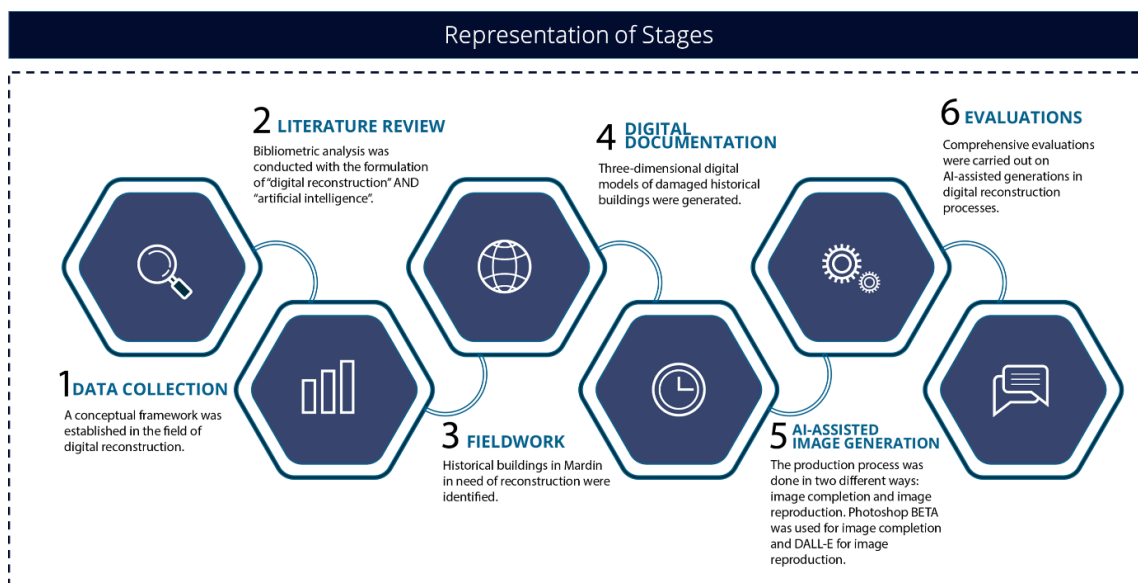 Representation of Stages
1 DATA COLLECTION
A conceptual framework was
established in the field of
digital reconstruction.
2 LITERATURE REVIEW
Bibliometric analysis was
conducted with the formulation
of “digital reconstruction” AND
“artificial intelligence”.
3 FIELDWORK
Historical buildings in Mardin
in need of reconstruction were
identified.
4 DIGITAL
DOCUMENTATION
Three-dimensional digital
models of damaged historical
buildings were generated.
5 AI-ASSISTED
IMAGE GENERATION
The production process was
done in two different ways:
image completion and image
reproduction. Photoshop BETA
was used for image completion
and DALL-E for image
reproduction.
6 EVALUATIONS
Comprehensive evaluations
were carried out on
AI-assisted generations in
digital reconstruction
processes.